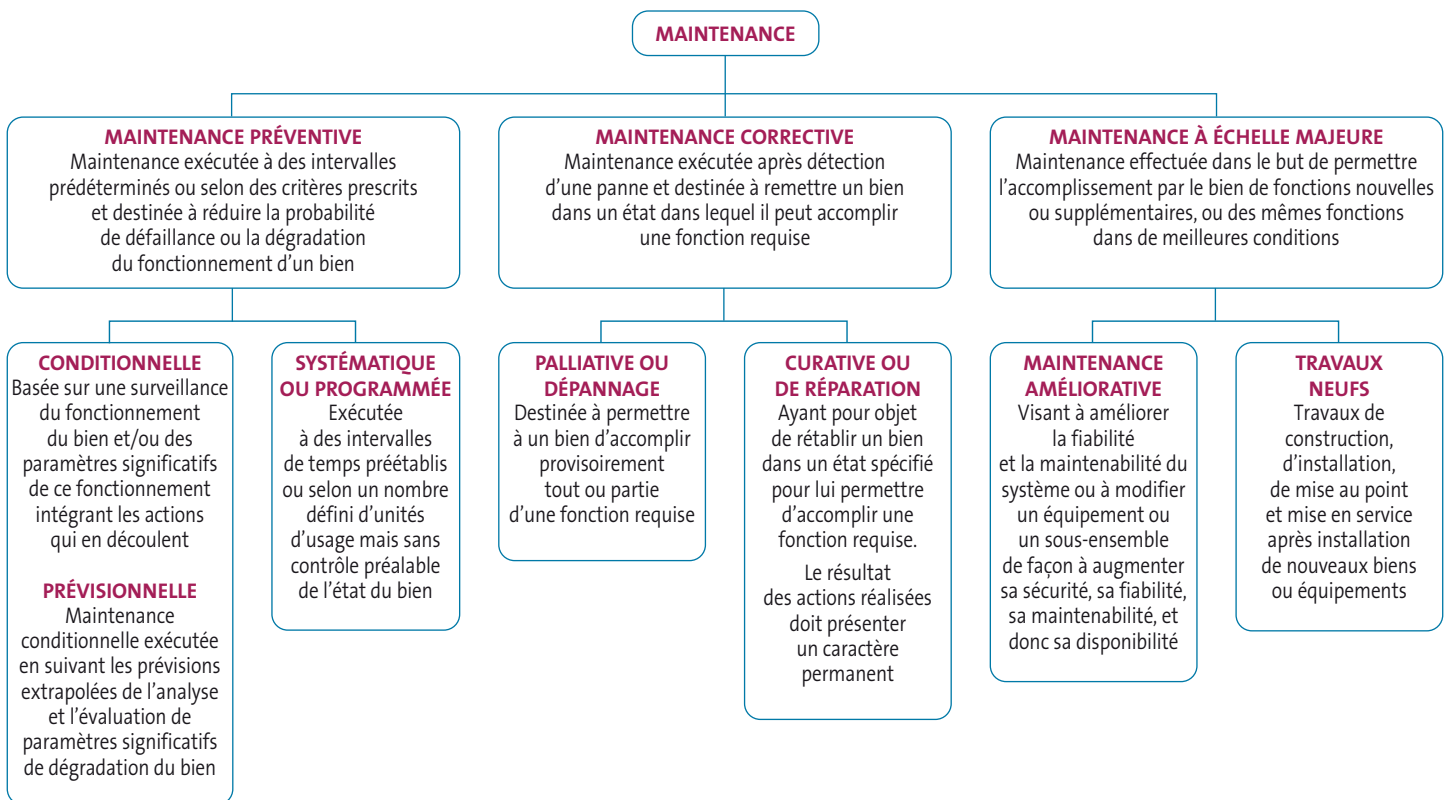 MAINTENANCE
MAINTENANCE PRÉVENTIVE
Maintenance exécutée à des intervalles
prédéterminés ou selon des critères prescrits
et destinée à réduire la probabilité
de défaillance ou la dégradation
du fonctionnement d’un bien
MAINTENANCE CORRECTIVE
Maintenance exécutée après détection
d’une panne et destinée à remettre un bien
dans un état dans lequel il peut accomplir
une fonction requise
MAINTENANCE À ÉCHELLE MAJEURE
Maintenance effectuée dans le but de permettre
l’accomplissement par le bien de fonctions nouvelles
ou supplémentaires, ou des mêmes fonctions
dans de meilleures conditions
CONDITIONNELLE
Basée sur une surveillance
du fonctionnement
du bien et/ou des
paramètres significatifs
de ce fonctionnement
intégrant les actions
qui en découlent
PRÉVISIONNELLE
Maintenance
conditionnelle exécutée
en suivant les prévisions
extrapolées de l’analyse
et l’évaluation de
paramètres significatifs
de dégradation du bien
SYSTÉMATIQUE
OU PROGRAMMÉE
Exécutée
à des intervalles
de temps préétablis
ou selon un nombre
défini d’unités
d’usage mais sans
contrôle préalable
de l’état du bien
PALLIATIVE OU
DÉPANNAGE
Destinée à permettre
à un bien d’accomplir
provisoirement
tout ou partie
d’une fonction requise
CURATIVE OU
DE RÉPARATION
Ayant pour objet
de rétablir un bien
dans un état spécifié
pour lui permettre
d’accomplir une
fonction requise.
Le résultat
des actions réalisées
doit présenter
un caractère
permanent
MAINTENANCE
AMÉLIORATIVE
Visant à améliorer
la fiabilité
et la maintenabilité du
système ou à modifier
un équipement ou
un sous-ensemble
de façon à augmenter
sa sécurité, sa fiabilité,
sa maintenabilité, et
donc sa disponibilité
TRAVAUX
NEUFS
Travaux de
construction,
d’installation,
de mise au point
et mise en service
après installation
de nouveaux biens
ou équipements